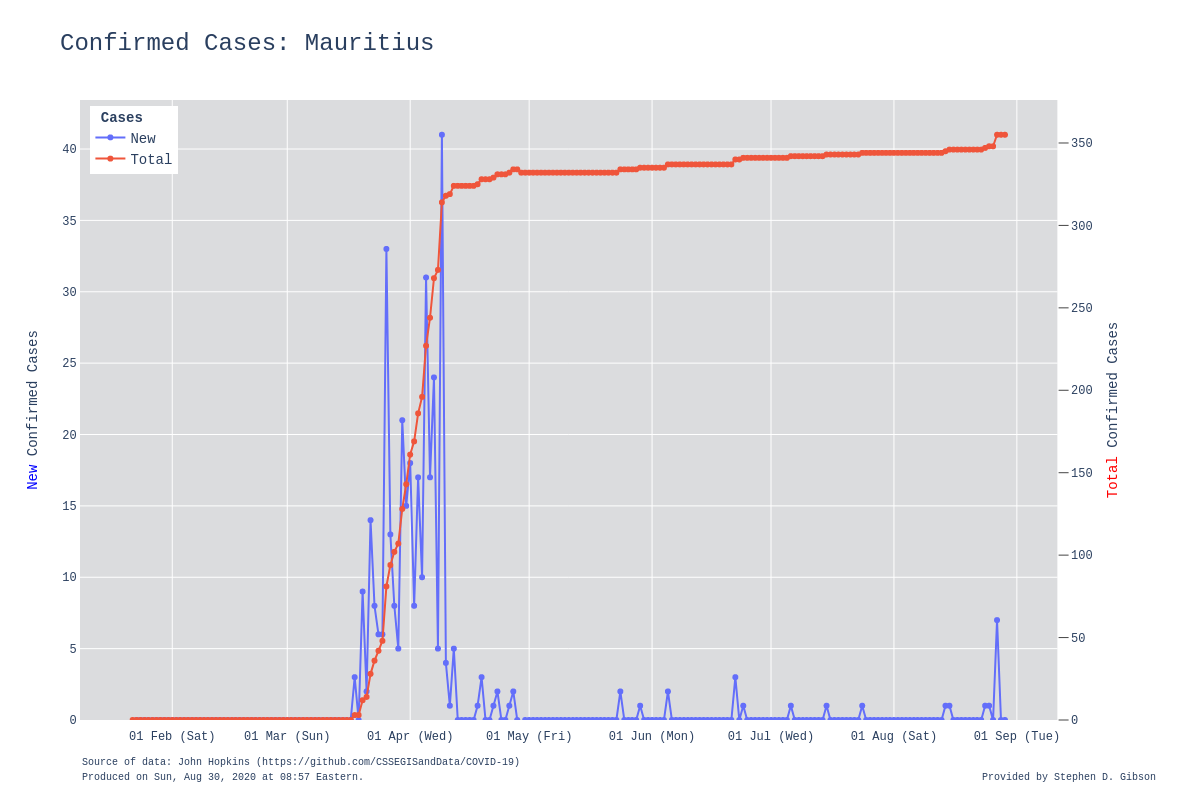 Confirmed Cases: Mauritius
Cases
New
Total
40
35
30
25
20
15
10
5
0
350
300
250
200
150
100
50
0
New Confirmed Cases
Total Confirmed Cases
01 Feb (Sat) 01 Mar (Sun) 01 Apr (Wed) 01 May (Fri) 01 Jun (Mon) 01 Jul (Wed) 01 Aug (Sat) 01 Sep (Tue)
Source of data: John Hopkins (https://github.com/CSSEGISandData/COVID-19)
Produced on Sun, Aug 30, 2020 at 08:57 Eastern.
Provided by Stephen D. Gibson